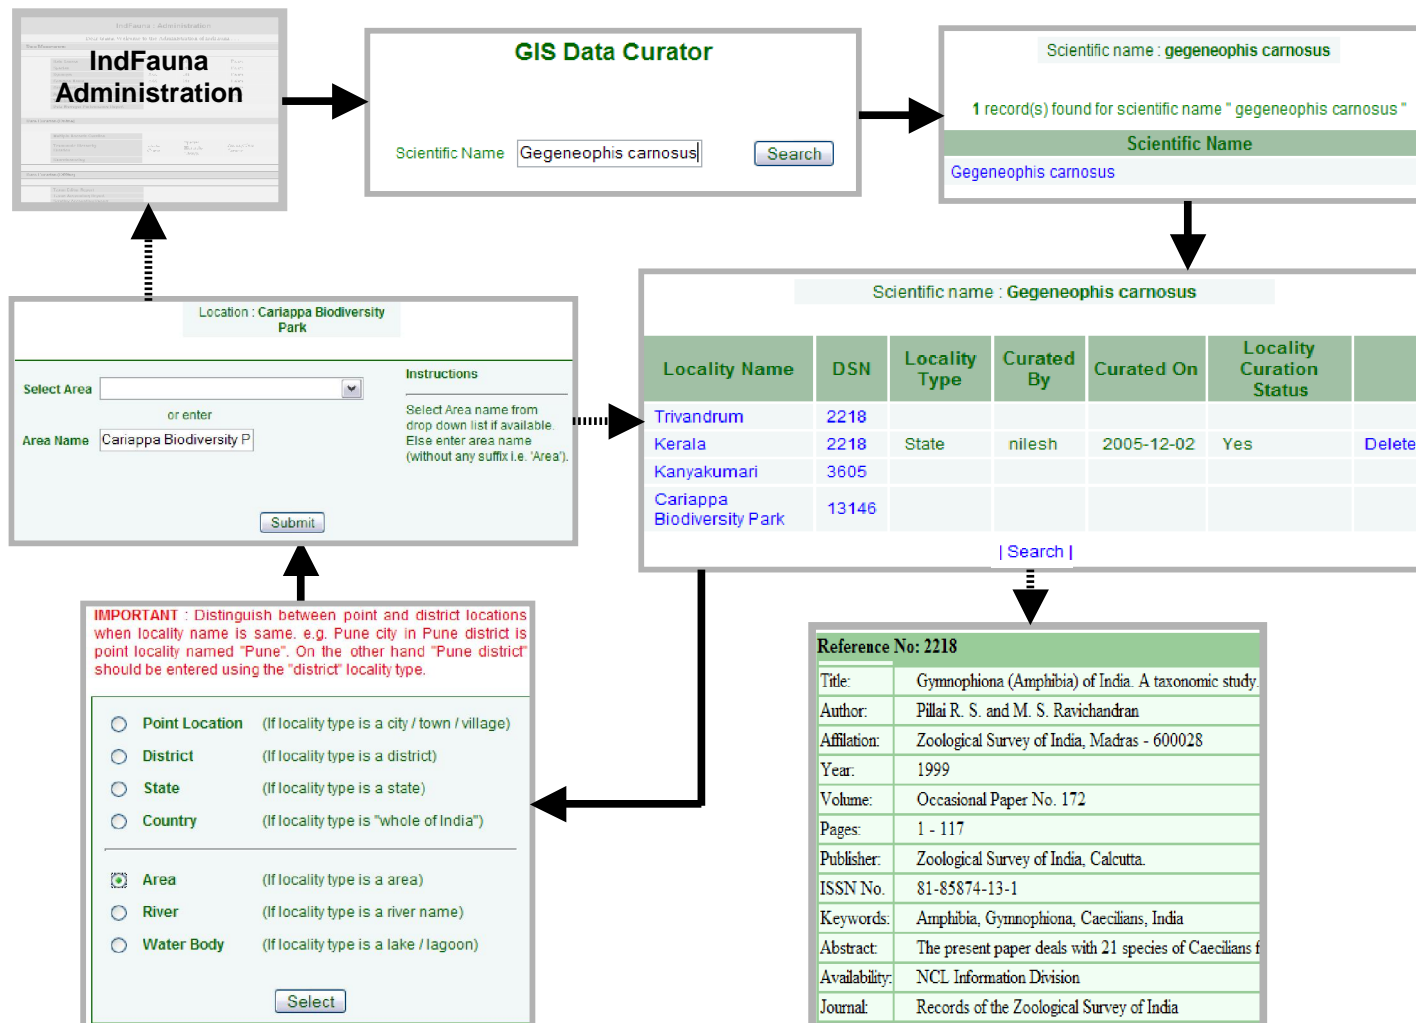 IndFauna : Administration
IndFauna
Administration
GIS Data Curator
Scientific Name Gegeneophis carnosus Search
Scientific name : gegeneophis carnosus
1 record(s) found for scientific name " gegeneophis carnosus "
Scientific Name
Gegeneophis carnosus
Location : Cariappa Biodiversity
Park
Select Area
or enter
Area Name Cariappa Biodiversity P
Submit
Instructions
Select Area name from
drop down list if available.
Else enter area name
(without any suffix i.e. 'Area').
Scientific name : Gegeneophis carnosus
Locality Name DSN Locality Type Curated By Curated On Locality Curation Status
Trivandrum 2218
Kerala 2218 State nilesh 2005-12-02 Yes Delete
Kanyakumari 3605
Cariappa
Biodiversity Park 13146
| Search |
IMPORTANT : Distinguish between point and district locations
when locality name is same. e.g. Pune city in Pune district is
point locality named "Pune". On the other hand "Pune district"
should be entered using the "district" locality type.
Point Location (If locality type is a city / town / village)
District (If locality type is a district)
State (If locality type is a state)
Country (If locality type is "whole of India")
Area (If locality type is a area)
River (If locality type is a river name)
Water Body (If locality type is a lake / lagoon)
Select
Reference No: 2218
Title: Gymnophiona (Amphibia) of India. A taxonomic study.
Author: Pillai R. S. and M. S. Ravichandran
Affilation: Zoological Survey of India, Madras - 600028
Year: 1999
Volume: Occasional Paper No. 172
Pages: 1 - 117
Publisher: Zoological Survey of India, Calcutta.
ISSN No. 81-85874-13-1
Keywords: Amphibia, Gymnophiona, Caecilians, India
Abstract: The present paper deals with 21 species of Caecilians f
Availability: NCL Information Division
Journal: Records of the Zoological Survey of India